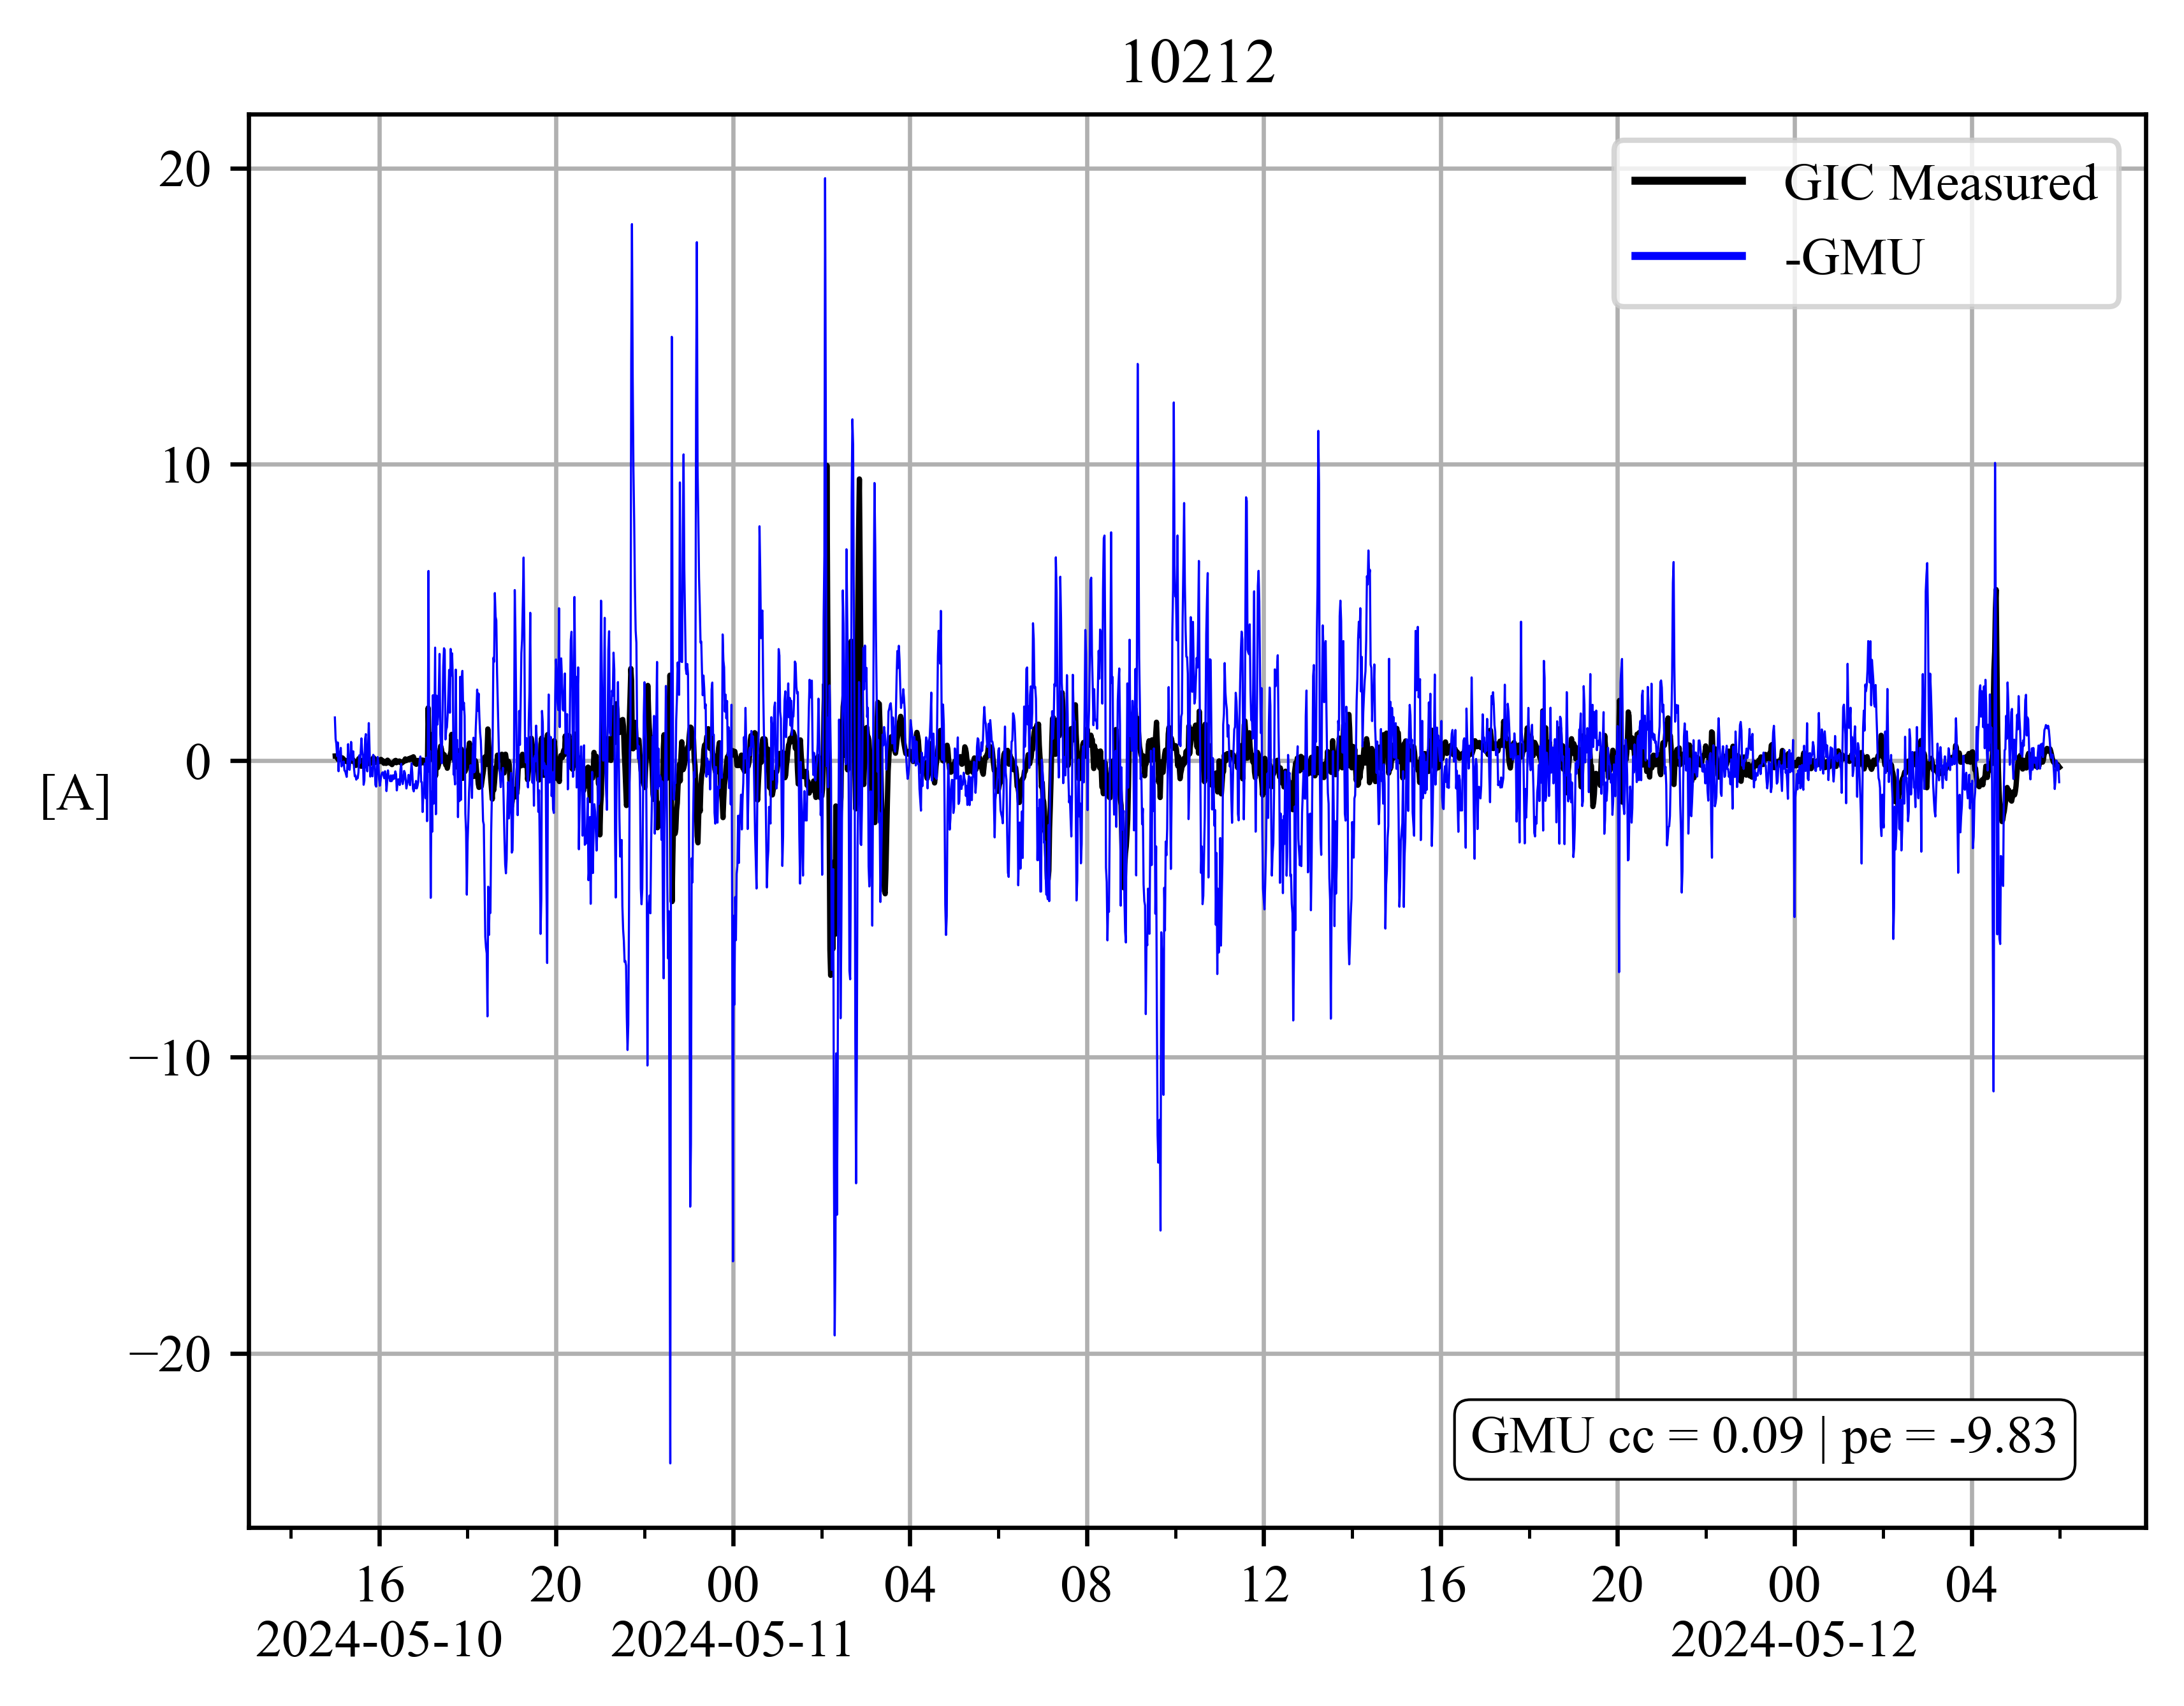 10212
GIC Measured
-GMU
20
10
0
−10
−20
[A]
GMU cc = 0.09 | pe = -9.83
16 20 00 04 08 12 16 20 00 04
2024-05-10 2024-05-11 2024-05-12